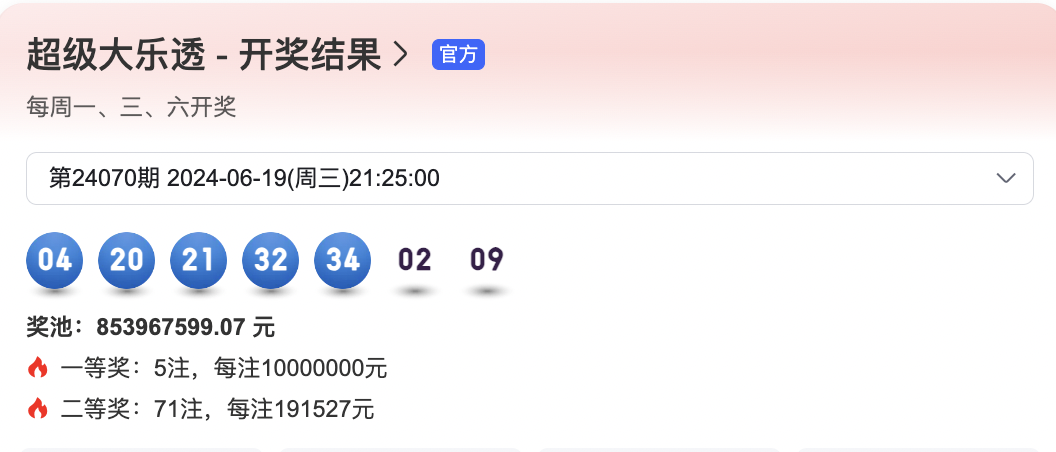 超级大乐透 - 开奖结果 官方
每周一、三、六开奖
第24070期 2024-06-19(周三)21:25:00
04 20 21 32 34 02 09
奖池：853967599.07 元
一等奖：5注，每注10000000元
二等奖：71注，每注191527元